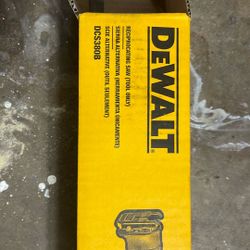 DEWALT®
RECIPROCATING SAW (TOOL ONLY)
SIERRA ALTERNATIVA (HERRAMIENTA ÚNICAMENTE)
SCIE ALTERNATIVE (OUTIL SEULEMENT)
DCS380B